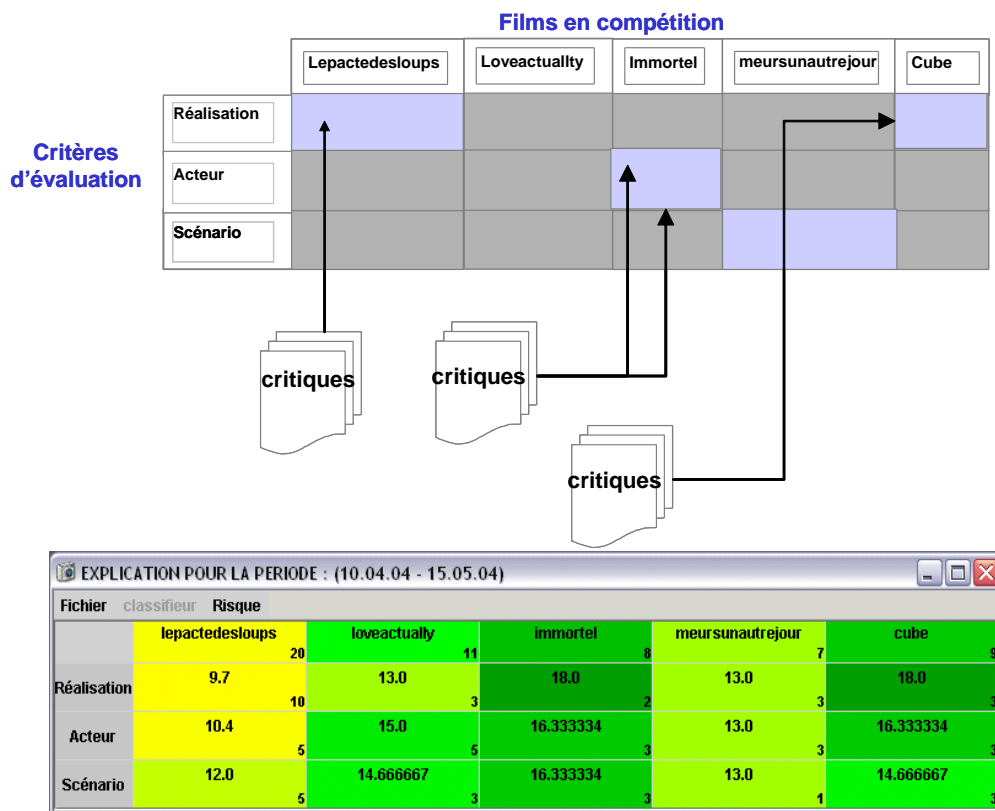 Films en compétition
Lepactedesloups Loveactuallty Immortel meursunautrejour Cube
Réalisation
Critères
d'évaluation
Acteur
Scénario
critiques
critiques
critiques
EXPLICATION POUR LA PERIODE : (10.04.04 - 15.05.04)
Fichier classifieur Risque
lepactedesloups loveactually immortel meursunautrejour cube
20 11 8 7 9
Réalisation 9.7 13.0 18.0 13.0 18.0
10 3 2 3 3
Acteur 10.4 15.0 16.333334 13.0 16.333334
5 5 3 3 3
Scénario 12.0 14.666667 16.333334 13.0 14.666667
5 3 3 1 3